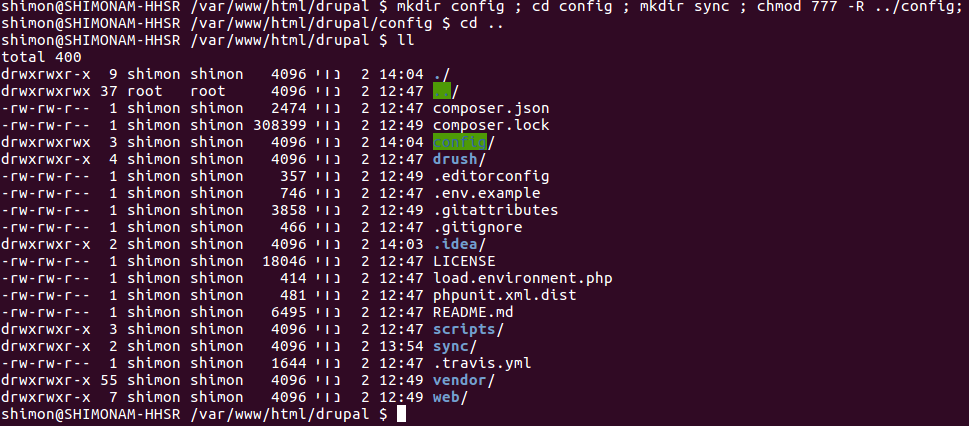 shimon@SHIMONAM-HHSR /var/www/html/drupal $ mkdir config ; cd config ; mkdir sync ; chmod 777 -R ../config;
shimon@SHIMONAM-HHSR /var/www/html/drupal/config $ cd ..
shimon@SHIMONAM-HHSR /var/www/html/drupal $ ll
total 400
drwxrwxr-x 9 shimon shimon 4096 יונ 2 14:04 ./
drwxrwxrwx 37 root root 4096 יונ 2 12:47 ../
-rw-rw-r-- 1 shimon shimon 2474 יונ 2 12:47 composer.json
-rw-rw-r-- 1 shimon shimon 308399 יונ 2 12:49 composer.lock
drwxrwxrwx 3 shimon shimon 4096 יונ 2 14:04 config/
drwxrwxr-x 4 shimon shimon 4096 יונ 2 12:47 drush/
-rw-rw-r-- 1 shimon shimon 357 יונ 2 12:49 .editorconfig
-rw-rw-r-- 1 shimon shimon 746 יונ 2 12:47 .env.example
-rw-rw-r-- 1 shimon shimon 3858 יונ 2 12:49 .gitattributes
-rw-rw-r-- 1 shimon shimon 466 יונ 2 12:47 .gitignore
drwxrwxr-x 2 shimon shimon 4096 יונ 2 14:03 .idea/
-rw-rw-r-- 1 shimon shimon 18046 יונ 2 12:47 LICENSE
-rw-rw-r-- 1 shimon shimon 414 יונ 2 12:47 load.environment.php
-rw-rw-r-- 1 shimon shimon 481 יונ 2 12:47 phpunit.xml.dist
-rw-rw-r-- 1 shimon shimon 6495 יונ 2 12:47 README.md
drwxrwxr-x 3 shimon shimon 4096 יונ 2 12:47 scripts/
drwxrwxr-x 2 shimon shimon 4096 יונ 2 13:54 sync/
-rw-rw-r-- 1 shimon shimon 1644 יונ 2 12:47 .travis.yml
drwxrwxr-x 55 shimon shimon 4096 יונ 2 12:49 vendor/
drwxrwxr-x 7 shimon shimon 4096 יונ 2 12:49 web/
shimon@SHIMONAM-HHSR /var/www/html/drupal $